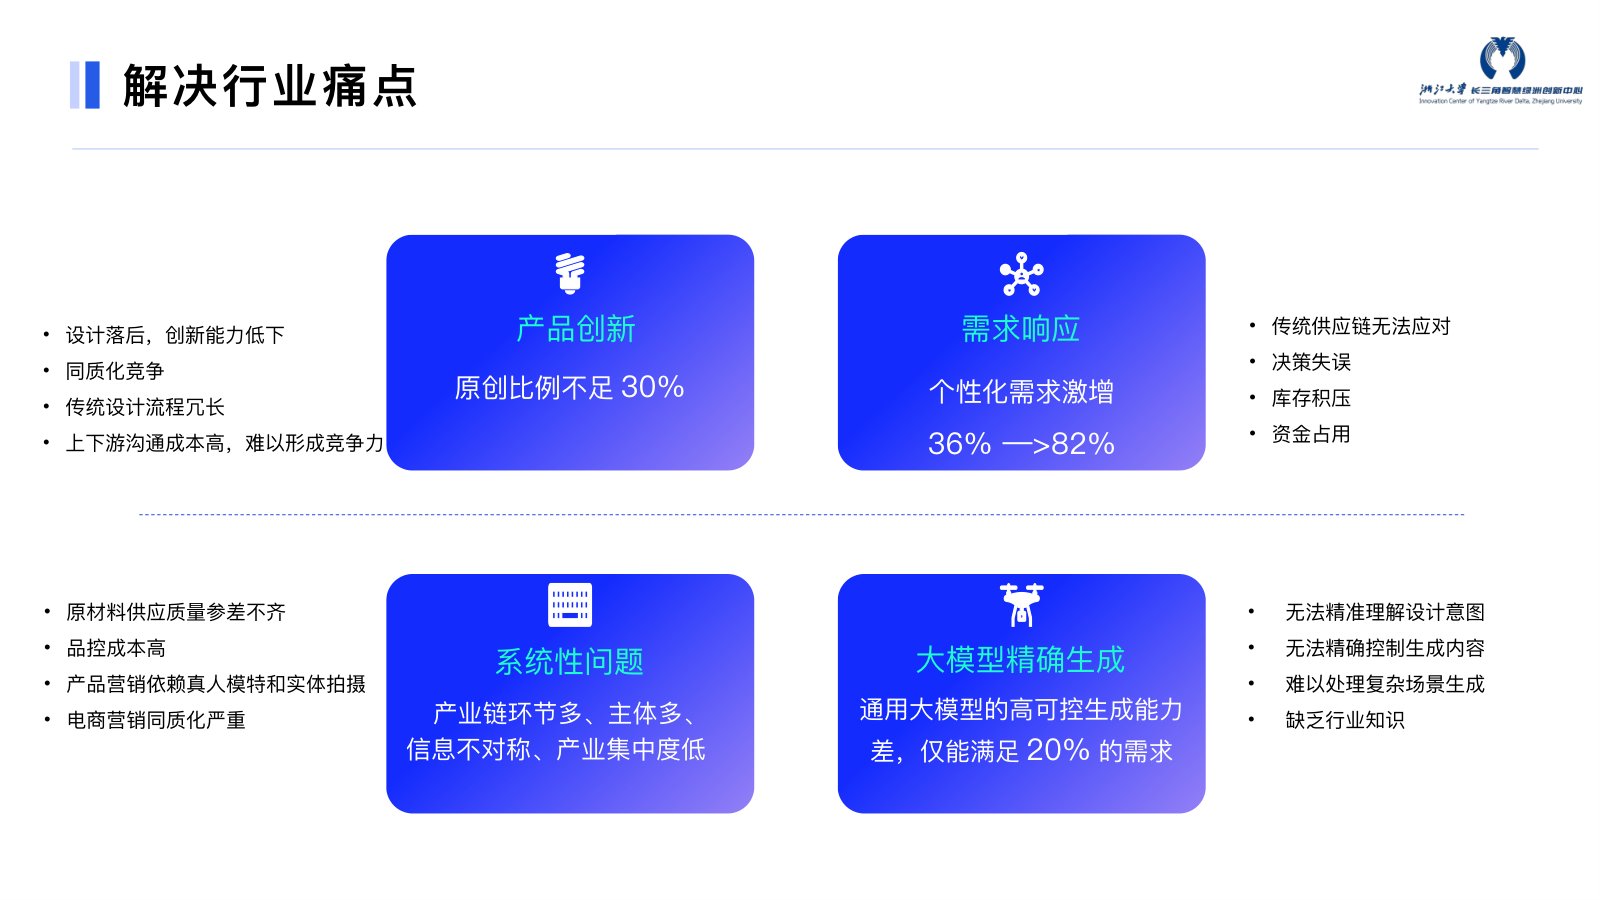 解决行业痛点
浙江大学 长三角智慧绿洲创新中心
Innovation Center of Yangtze River Delta, Zhejiang University
• 设计落后，创新能力低下
• 同质化竞争
• 传统设计流程冗长
• 上下游沟通成本高，难以形成竞争力
产品创新
原创比例不足 30%
需求响应
个性化需求激增
36% —>82%
• 传统供应链无法应对
• 决策失误
• 库存积压
• 资金占用
• 原材料供应质量参差不齐
• 品控成本高
• 产品营销依赖真人模特和实体拍摄
• 电商营销同质化严重
系统性问题
产业链环节多、主体多、
信息不对称、产业集中度低
大模型精确生成
通用大模型的高可控生成能力
差，仅能满足 20% 的需求
• 无法精准理解设计意图
• 无法精确控制生成内容
• 难以处理复杂场景生成
• 缺乏行业知识